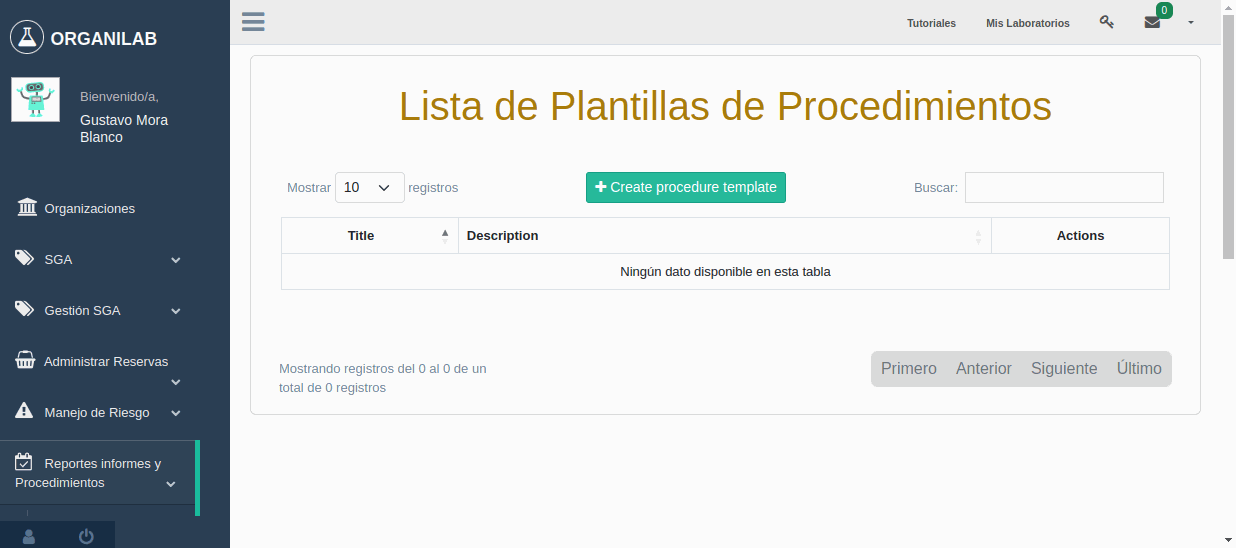 ORGANILAB
Bienvenido/a,
Gustavo Mora
Blanco
Organizaciones
SGA
Gestión SGA
Administrar Reservas
Manejo de Riesgo
Reportes informes y
Procedimientos
Tutoriales
Mis Laboratorios
0
Lista de Plantillas de Procedimientos
Mostrar 10 registros
Create procedure template
Buscar:
Title Description Actions
Ningún dato disponible en esta tabla
Mostrando registros del 0 al 0 de un
total de 0 registros
Primero Anterior Siguiente Último